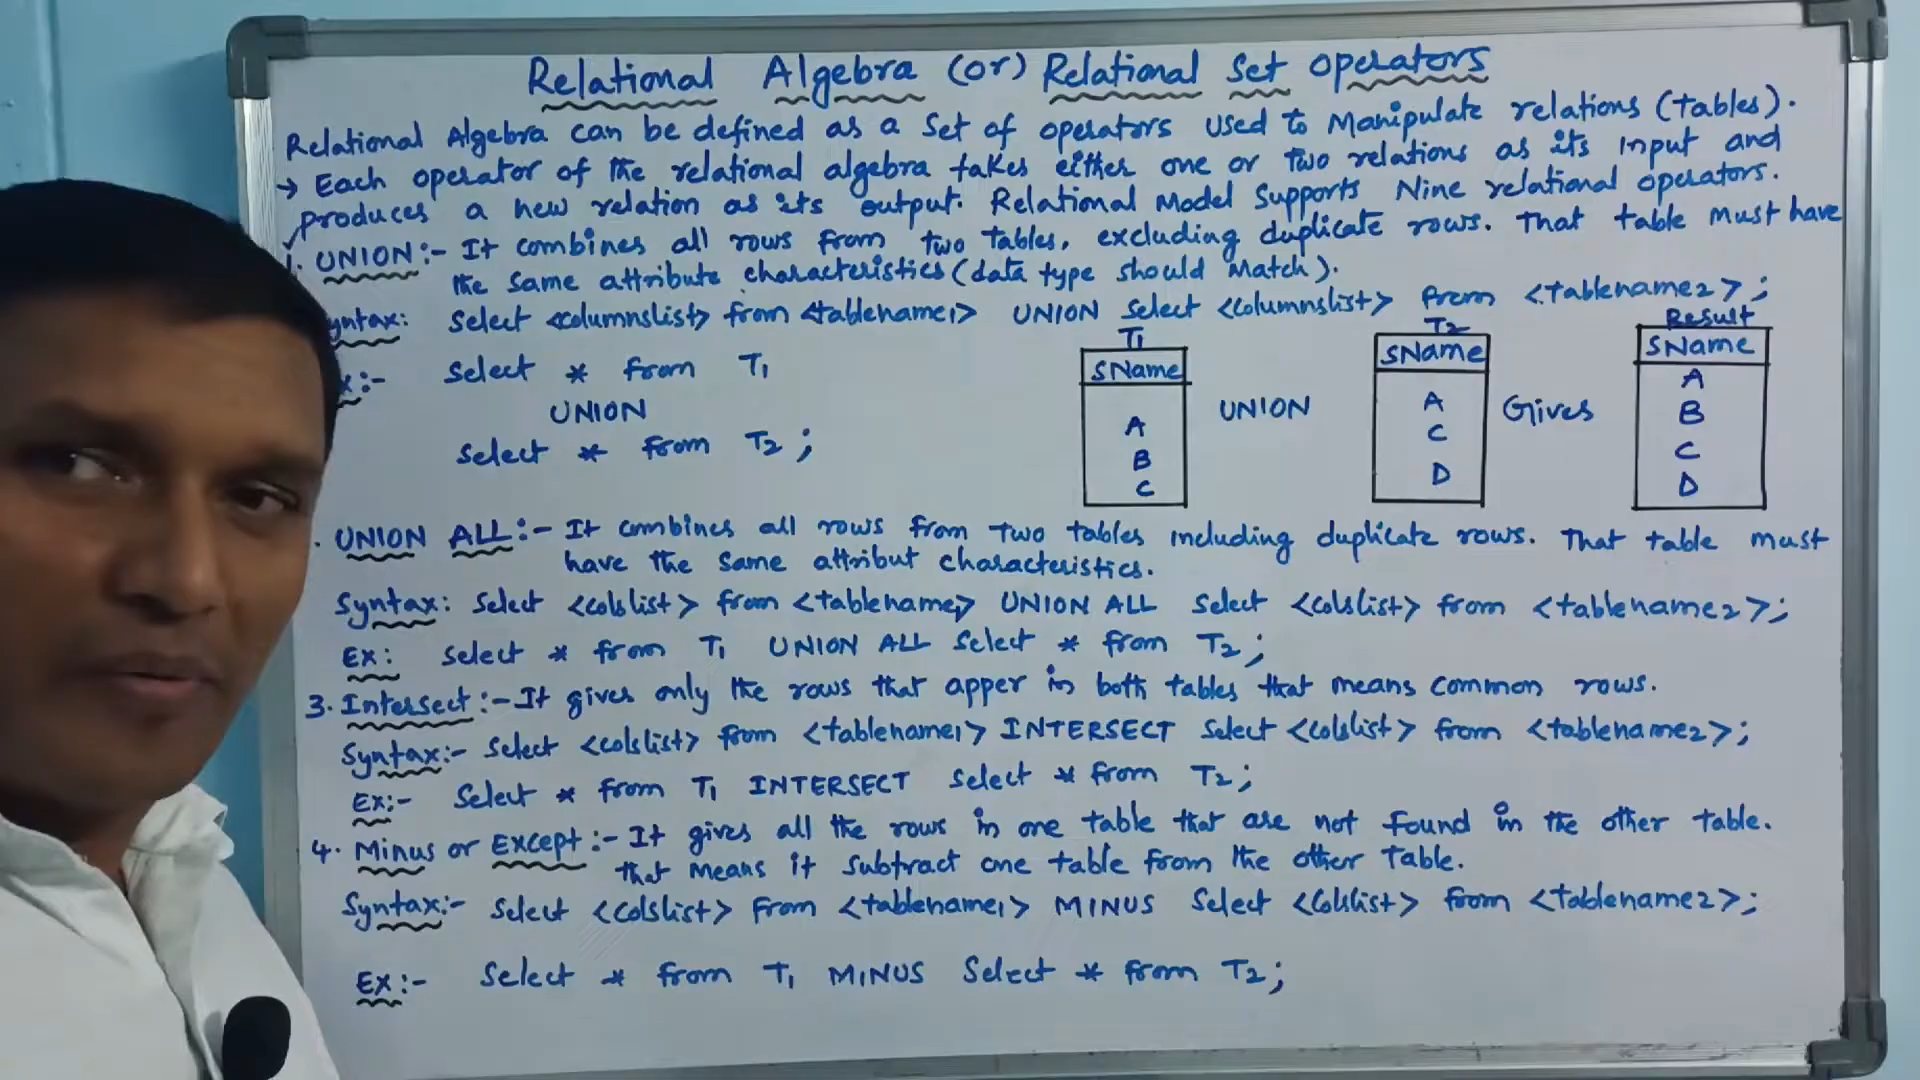 Relational Algebra (or) Relational Set operators
Relational Algebra can be defined as a set of operators used to Manipulate relations (tables).
→ Each operator of the relational algebra takes either one or two relations as its input and
produces a new relation as its output. Relational Model Supports Nine relational operators.
1. UNION:- It combines all rows from two tables, excluding duplicate rows. That table must have
the same attribute characteristics (data type should Match).
yntax: Select <columnslist> from <tablename1> UNION select <columnslist> from <tablename2>;
Ex:- Select * from T1
UNION
Select * from T2;
T1
SName
A
B
C
UNION
T2
SName
A
C
D
Gives
Result
SName
A
B
C
D
. UNION ALL:- It combines all rows from two tables including duplicate rows. That table must
have the same attribut characteristics.
Syntax: Select <colslist> from <tablename1> UNION ALL select <colslist> from <tablename2>;
EX: Select * from T1 UNION ALL Select * from T2;
3. Intersect:- It gives only the rows that apper in both tables that means common rows.
Syntax:- Select <colslist> from <tablename1> INTERSECT Select <colslist> from <tablename2>;
Ex:- Select * from T1 INTERSECT Select * from T2;
4. Minus or Except:- It gives all the rows in one table that are not found in the other table.
that means it subtract one table from the other Table.
Syntax:- Select <colslist> from <tablename1> MINUS Select <colslist> from <tablename2>;
Ex:- Select * from T1 MINUS Select * from T2;